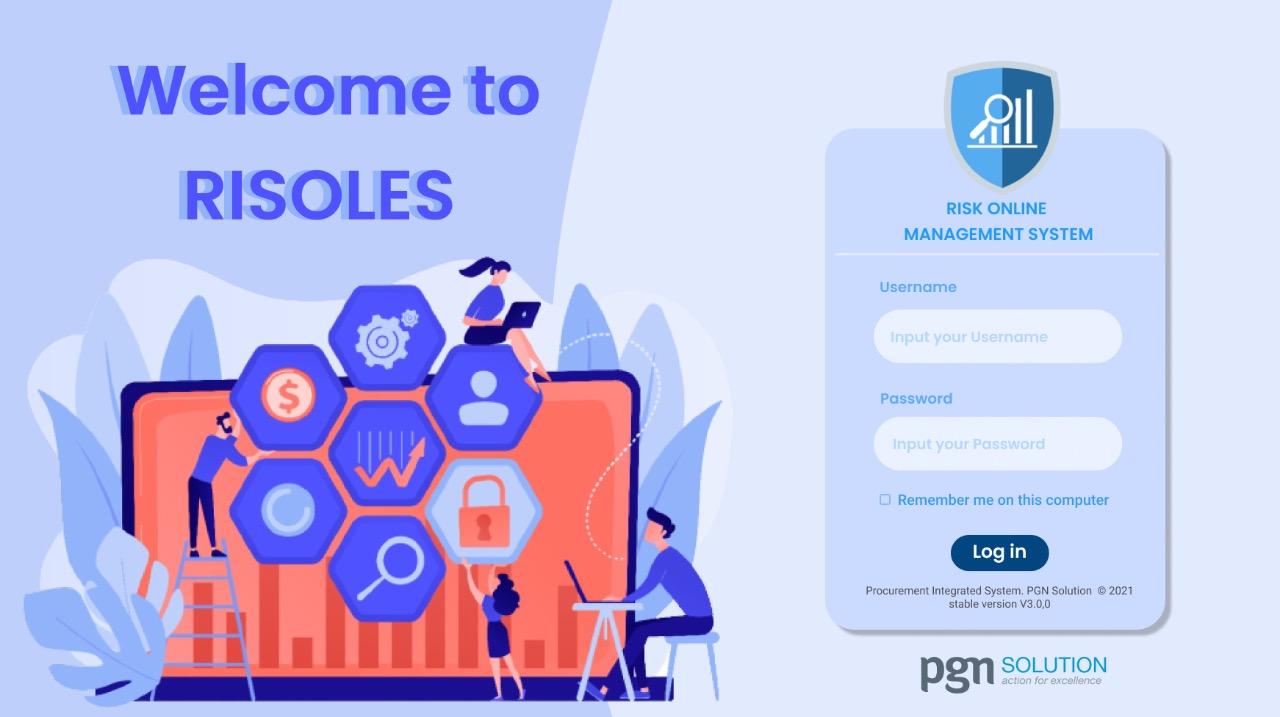 Welcome to
RISOLES
RISK ONLINE
MANAGEMENT SYSTEM
Username
Input your Username
Password
Input your Password
Remember me on this computer
Log in
Procurement Integrated System. PGN Solution © 2021
stable version V3.0,0
pgn SOLUTION
action for excellence
$